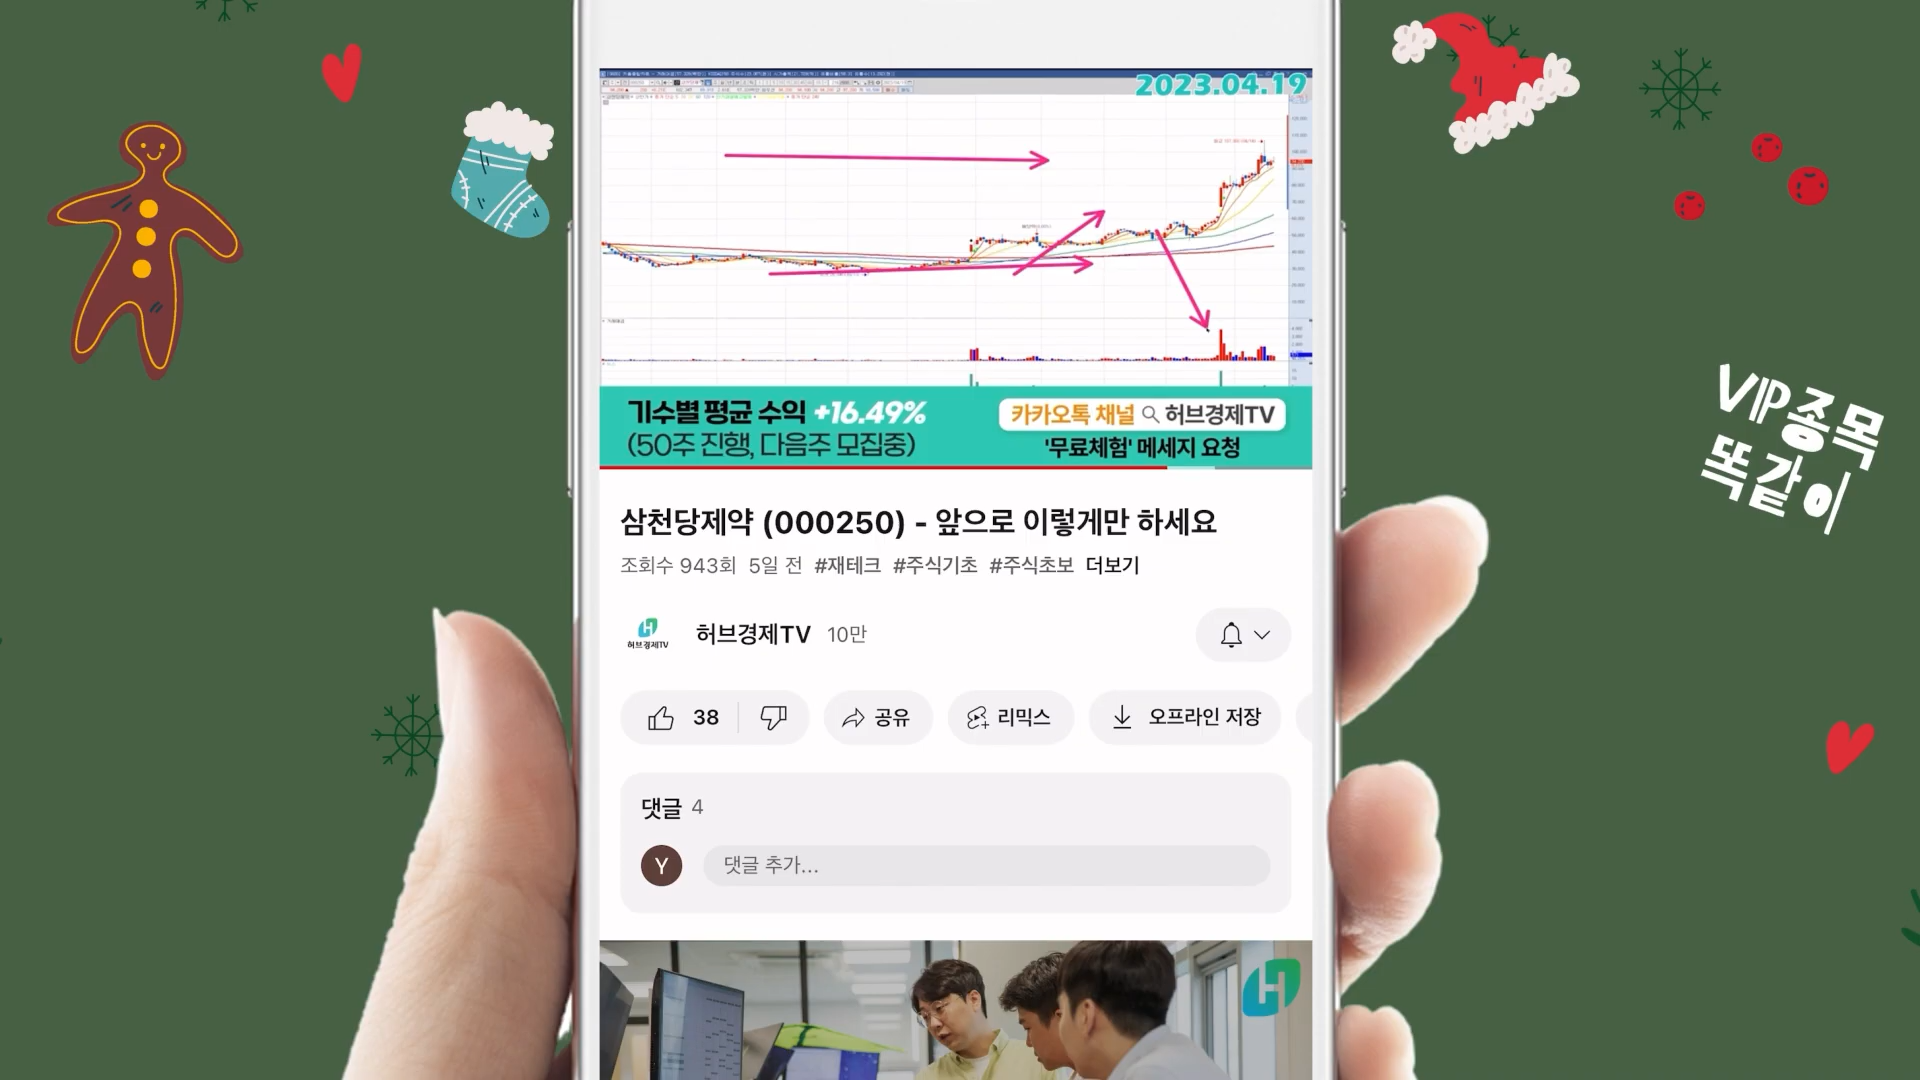 2023.04.19
기수별 평균 수익 +16.49%
(50주 진행, 다음주 모집중)
카카오톡 채널 허브경제TV
'무료체험' 메세지 요청
VIP종목
똑같이
삼천당제약 (000250) - 앞으로 이렇게만 하세요
조회수 943회 5일 전 #재테크 #주식기초 #주식초보 더보기
허브경제TV
허브경제TV 10만
38
공유
리믹스
오프라인 저장
댓글 4
Y
댓글 추가...